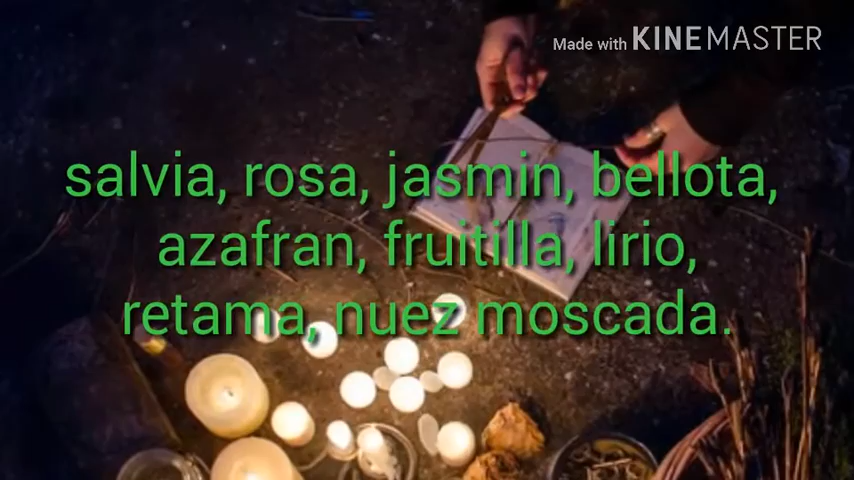 Made with KINEMASTER
salvia, rosa, jasmin, bellota,
azafran, fruitilla, lirio,
retama, nuez moscada.